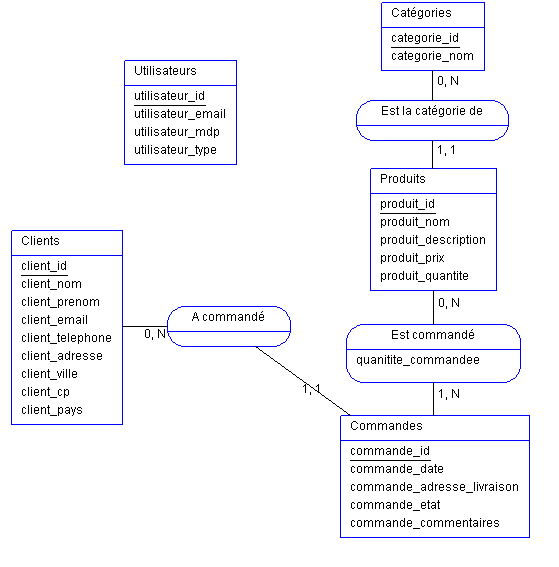 Catégories
categorie_id
categorie_nom
0, N
Est la catégorie de
1, 1
Produits
produit_id
produit_nom
produit_description
produit_prix
produit_quantite
0, N
Est commandé
quanitite_commandee
1, N
Commandes
commande_id
commande_date
commande_adresse_livraison
commande_etat
commande_commentaires
Utilisateurs
utilisateur_id
utilisateur_email
utilisateur_mdp
utilisateur_type
Clients
client_id
client_nom
client_prenom
client_email
client_telephone
client_adresse
client_ville
client_cp
client_pays
0, N
A commandé
1, 1